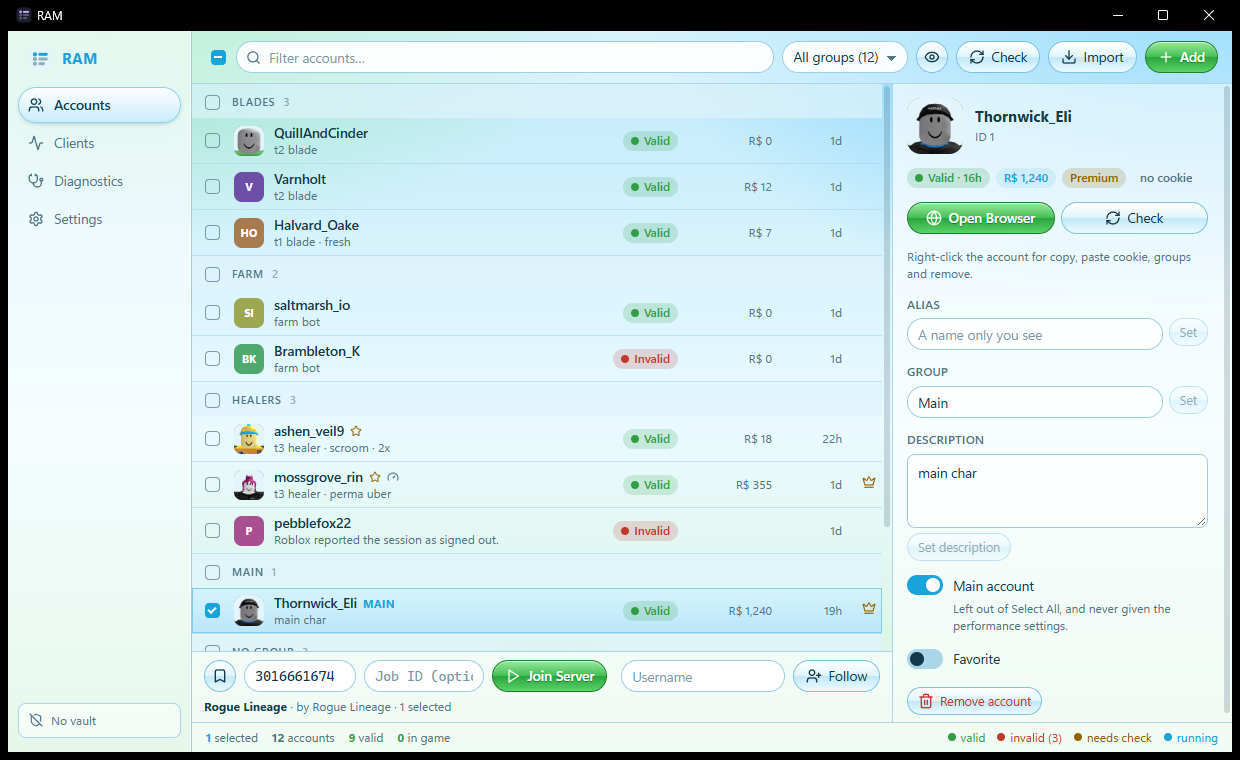 RAM
RAM
Accounts
Clients
Diagnostics
Settings
No vault
Filter accounts...
All groups (12)
Check
Import
Add
BLADES 3
QuillAndCinder
t2 blade
Valid
R$ 0
1d
V
Varnholt
t2 blade
Valid
R$ 12
1d
HO
Halvard_Oake
t1 blade · fresh
Valid
R$ 7
1d
FARM 2
SI
saltmarsh_io
farm bot
Valid
R$ 0
1d
BK
Brambleton_K
farm bot
Invalid
R$ 0
1d
HEALERS 3
ashen_veil9
t3 healer · scroom · 2x
Valid
R$ 18
22h
mossgrove_rin
t3 healer · perma uber
Valid
R$ 355
1d
P
pebblefox22
Roblox reported the session as signed out.
Invalid
1d
MAIN 1
Thornwick_Eli MAIN
main char
Valid
R$ 1,240
19h
3016661674
Job ID (optic
Join Server
Username
Follow
Rogue Lineage · by Rogue Lineage · 1 selected
Thornwick_Eli
ID 1
Valid · 16h
R$ 1,240
Premium
no cookie
Open Browser
Check
Right-click the account for copy, paste cookie, groups
and remove.
ALIAS
A name only you see
Set
GROUP
Main
Set
DESCRIPTION
main char
Set description
Main account
Left out of Select All, and never given the
performance settings.
Favorite
Remove account
1 selected
12 accounts
9 valid
0 in game
valid
invalid (3)
needs check
running